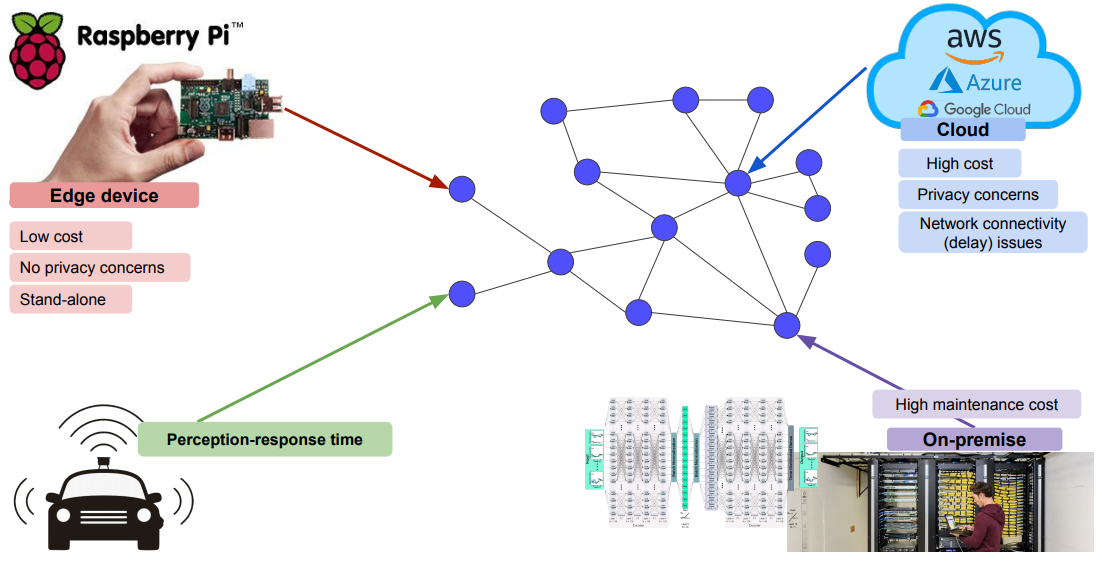 Raspberry Pi™
aws
Azure
Google Cloud
Cloud
High cost
Privacy concerns
Network connectivity
(delay) issues
Edge device
Low cost
No privacy concerns
Stand-alone
Perception-response time
High maintenance cost
On-premise